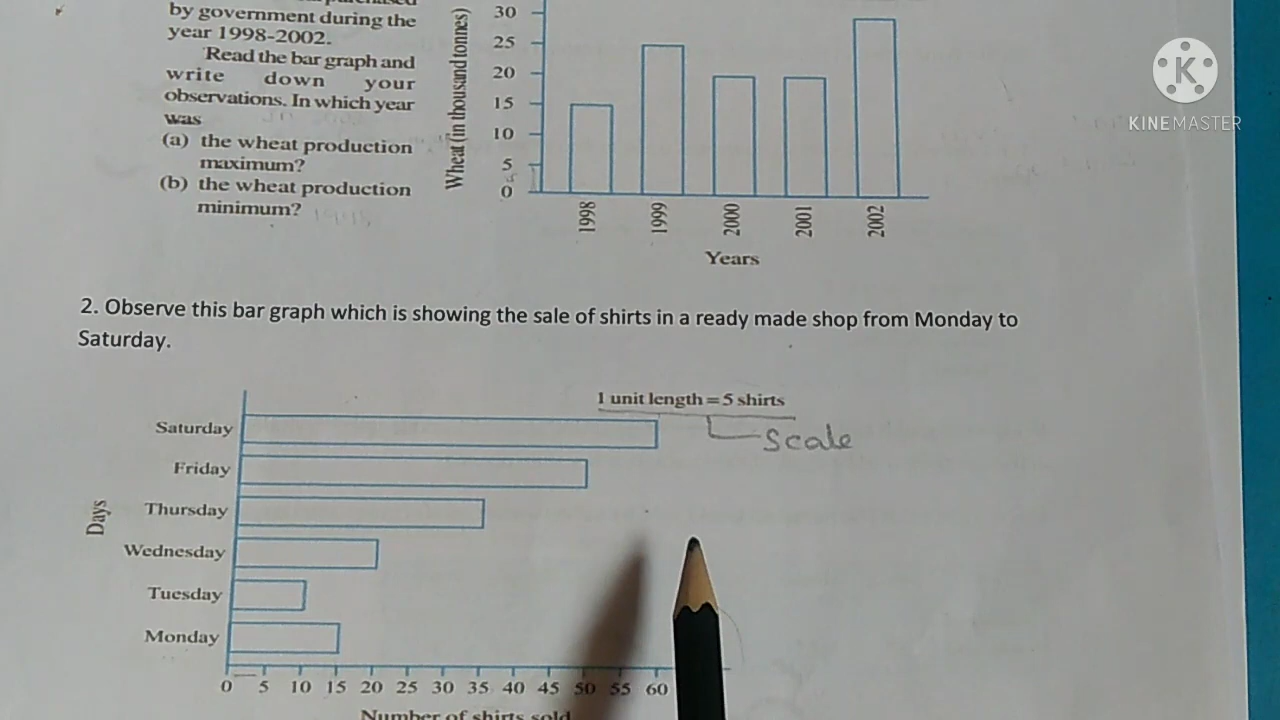 by government during the
year 1998-2002.
Read the bar graph and
write down your
observations. In which year
was
(a) the wheat production
maximum?
(b) the wheat production
minimum?
Wheat (in thousand tonnes)
30
25
20
15
10
5
0
1998
1999
2000
2001
2002
Years
KINEMASTER
2. Observe this bar graph which is showing the sale of shirts in a ready made shop from Monday to
Saturday.
1 unit length = 5 shirts
Scale
Days
Saturday
Friday
Thursday
Wednesday
Tuesday
Monday
0 5 10 15 20 25 30 35 40 45 50 55 60
Number of shirts sold